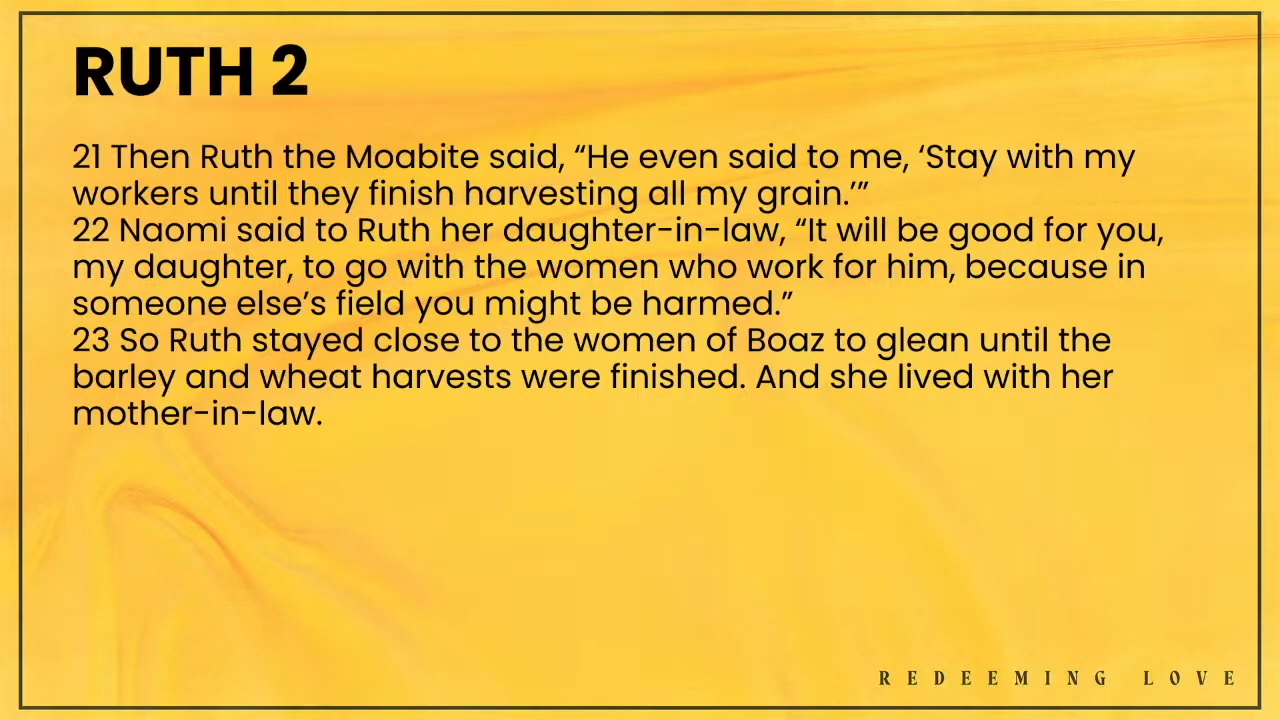 RUTH 2
21 Then Ruth the Moabite said, “He even said to me, ‘Stay with my
workers until they finish harvesting all my grain.’”
22 Naomi said to Ruth her daughter-in-law, “It will be good for you,
my daughter, to go with the women who work for him, because in
someone else’s field you might be harmed.”
23 So Ruth stayed close to the women of Boaz to glean until the
barley and wheat harvests were finished. And she lived with her
mother-in-law.
REDEEMING LOVE